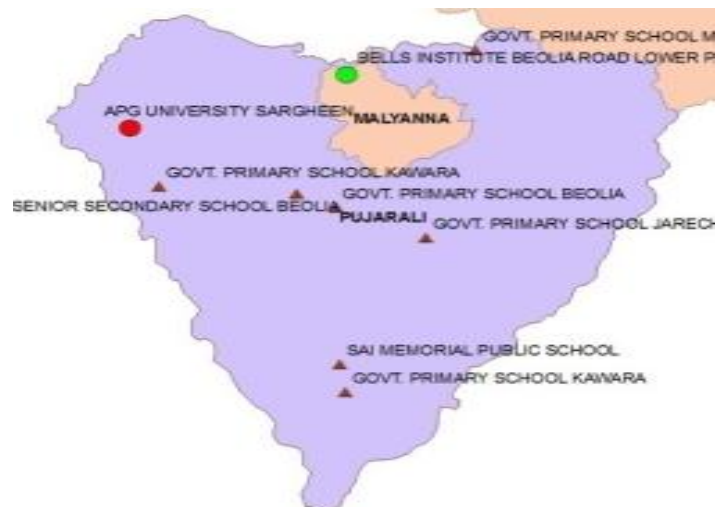 GOVT. PRIMARY SCHOOL M
BELLS INSTITUTE BEOLIA ROAD LOWER P
APG UNIVERSITY SARGHEEN
MALYANNA
GOVT. PRIMARY SCHOOL KAWARA
GOVT. PRIMARY SCHOOL BEOLIA
SENIOR SECONDARY SCHOOL BEOLIA
PUJARALI
GOVT. PRIMARY SCHOOL JARECH
SAI MEMORIAL PUBLIC SCHOOL
GOVT. PRIMARY SCHOOL KAWARA